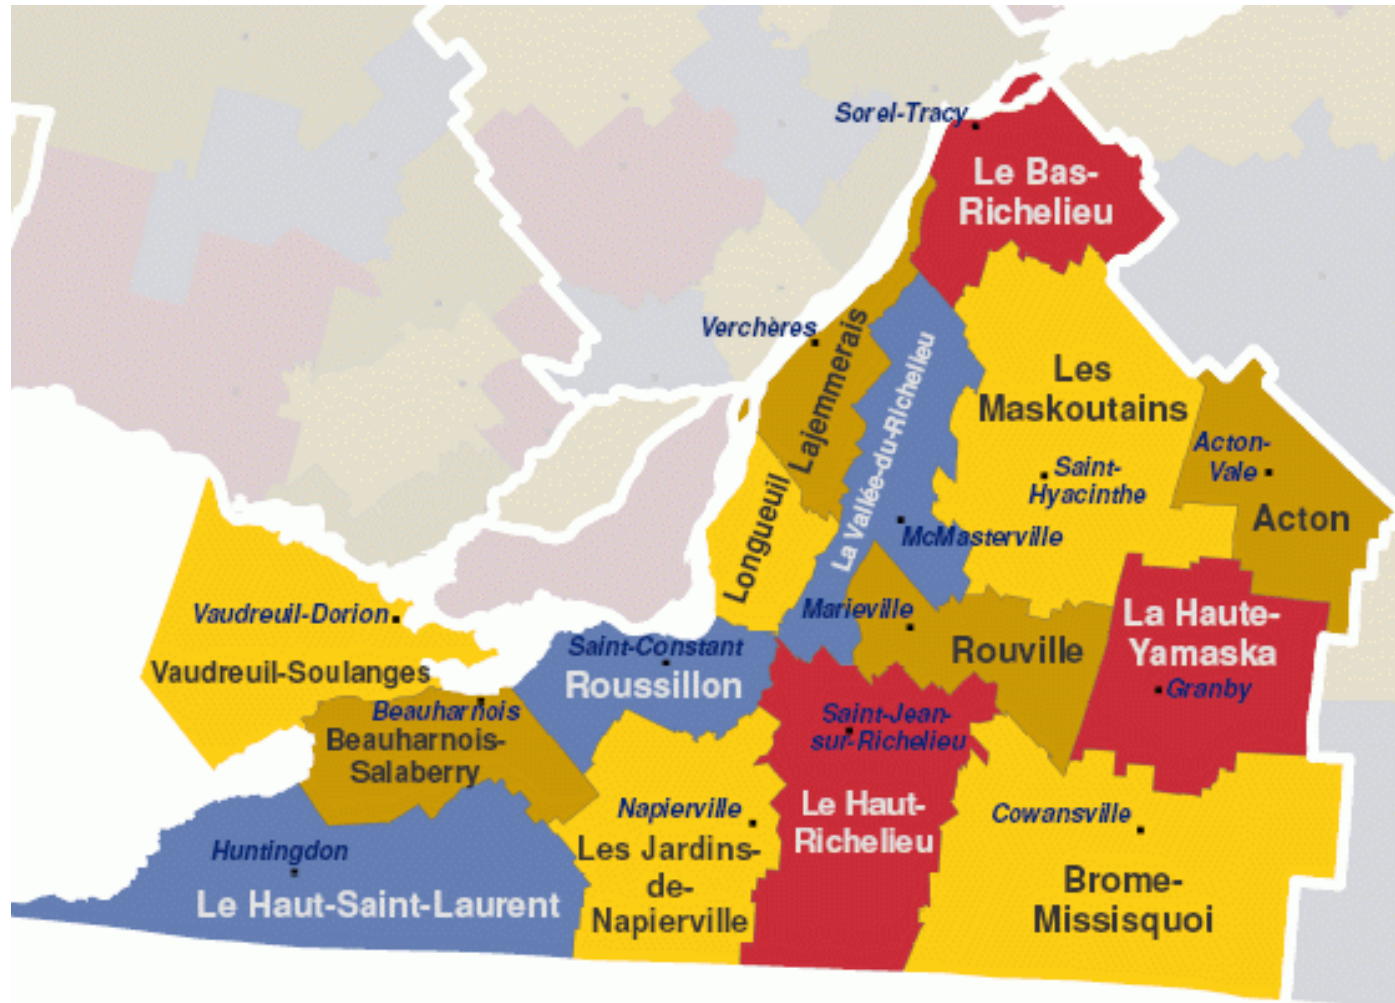 Sorel-Tracy
Le Bas-
Richelieu
Verchères
Lajemmerais
La Vallée-du-Richelieu
Les
Maskoutains
Saint-
Hyacinthe
Acton-
Vale
Acton
Longueuil
McMasterville
Marieville
Rouville
La Haute-
Yamaska
Granby
Vaudreuil-Dorion
Vaudreuil-Soulanges
Saint-Constant
Roussillon
Beauharnois
Beauharnois-
Salaberry
Saint-Jean-
sur-Richelieu
Le Haut-
Richelieu
Napierville
Les Jardins-
de-
Napierville
Cowansville
Brome-
Missisquoi
Huntingdon
Le Haut-Saint-Laurent